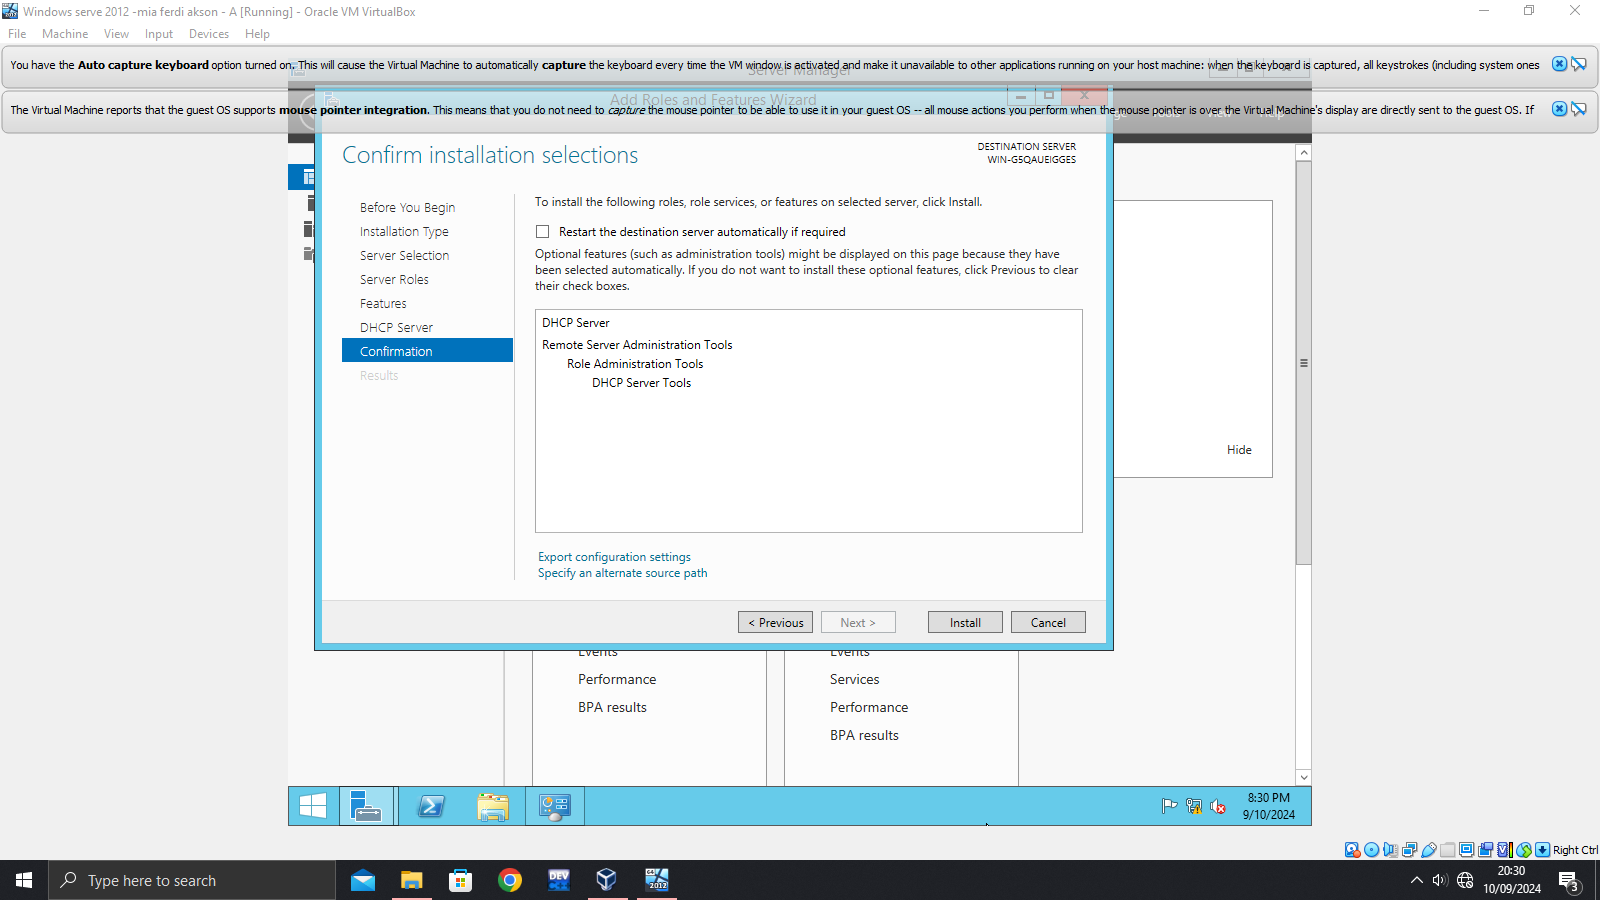 Windows serve 2012 -mia ferdi akson - A [Running] - Oracle VM VirtualBox
File Machine View Input Devices Help
You have the Auto capture keyboard option turned on. This will cause the Virtual Machine to automatically capture the keyboard every time the VM window is activated and make it unavailable to other applications running on your host machine: when the keyboard is captured, all keystrokes (including system ones
Server Manager
Add Roles and Features Wizard
The Virtual Machine reports that the guest OS supports mouse pointer integration. This means that you do not need to capture the mouse pointer to be able to use it in your guest OS -- all mouse actions you perform when the mouse pointer is over the Virtual Machine's display are directly sent to the guest OS. If
Confirm installation selections
DESTINATION SERVER
WIN-G5QAUEIGGES
Before You Begin
Installation Type
Server Selection
Server Roles
Features
DHCP Server
Confirmation
Results
To install the following roles, role services, or features on selected server, click Install.
Restart the destination server automatically if required
Optional features (such as administration tools) might be displayed on this page because they have
been selected automatically. If you do not want to install these optional features, click Previous to clear
their check boxes.
DHCP Server
Remote Server Administration Tools
Role Administration Tools
DHCP Server Tools
Export configuration settings
Specify an alternate source path
Hide
< Previous
Next >
Install
Cancel
Events
Performance
BPA results
Events
Services
Performance
BPA results
8:30 PM
9/10/2024
Right Ctrl
Type here to search
DEV
2012
20:30
10/09/2024
3